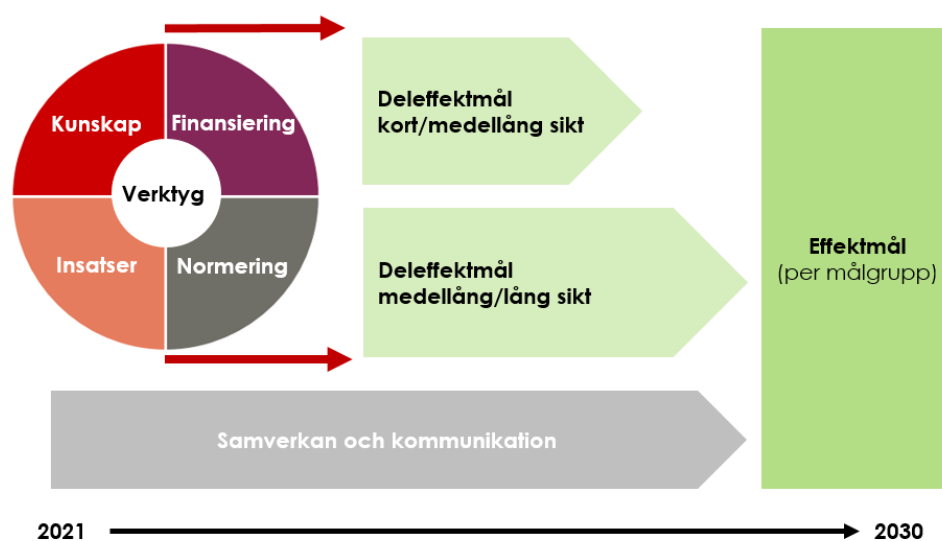 Kunskap
Finansiering
Verktyg
Insatser
Normering
Deleffektmål
kort/medellång sikt
Deleffektmål
medellång/lång sikt
Effektmål
(per målgrupp)
Samverkan och kommunikation
2021
2030